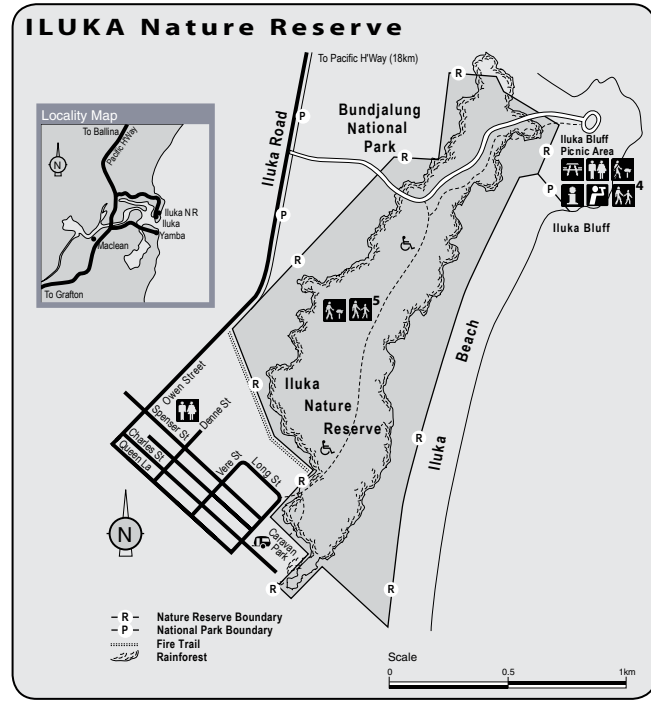 ILUKA Nature Reserve
To Pacific H'Way (18km)
Locality Map
To Ballina
Pacific H'Way
N
Iluka NR
Iluka
Yamba
Maclean
To Grafton
Iluka Road
Bundjalung
National
Park
R
P
R
P
R
R
P
Iluka Bluff
Picnic Area
4
Iluka Bluff
5
Iluka
Nature
Reserve
R
R
Iluka Beach
Owen Street
Spenser St
Denne St
Charles St
Queen La
Vere St
Long St
R
Caravan
Park
R
R
N
R Nature Reserve Boundary
P National Park Boundary
Fire Trail
Rainforest
Scale
0 0.5 1km